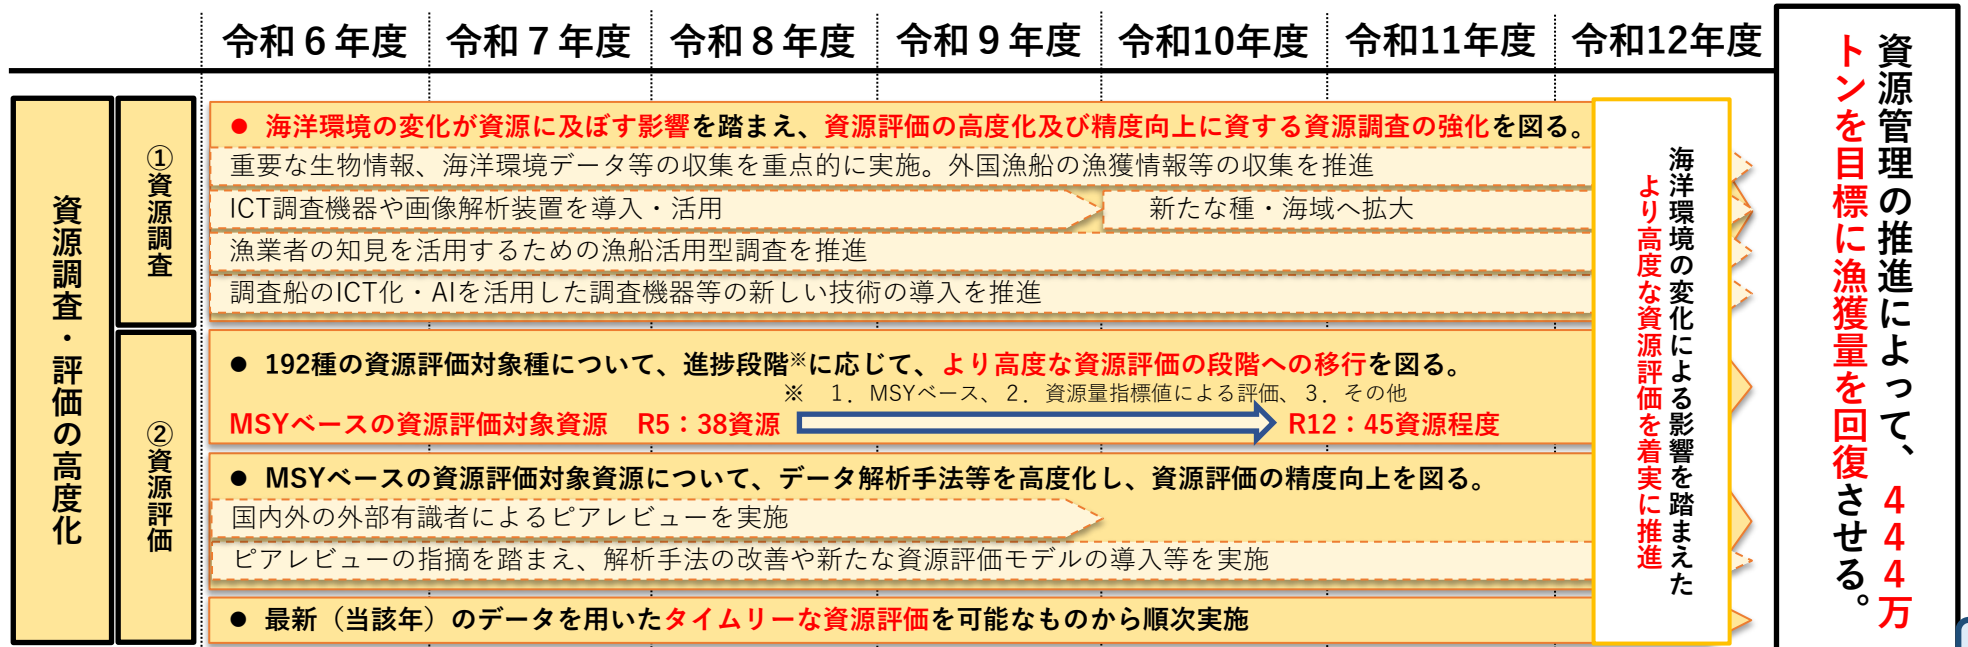 令和６年度 令和７年度 令和８年度 令和９年度 令和10年度 令和11年度 令和12年度
資源調査・評価の高度化
①資源調査
● 海洋環境の変化が資源に及ぼす影響を踏まえ、資源評価の高度化及び精度向上に資する資源調査の強化を図る。
重要な生物情報、海洋環境データ等の収集を重点的に実施。外国漁船の漁獲情報等の収集を推進
ICT調査機器や画像解析装置を導入・活用
新たな種・海域へ拡大
漁業者の知見を活用するための漁船活用型調査を推進
調査船のICT化・AIを活用した調査機器等の新しい技術の導入を推進
②資源評価
● 192種の資源評価対象種について、進捗段階※に応じて、より高度な資源評価の段階への移行を図る。
※ 1．MSYベース、2．資源量指標値による評価、3．その他
MSYベースの資源評価対象資源 R5：38資源
R12：45資源程度
● MSYベースの資源評価対象資源について、データ解析手法等を高度化し、資源評価の精度向上を図る。
国内外の外部有識者によるピアレビューを実施
ピアレビューの指摘を踏まえ、解析手法の改善や新たな資源評価モデルの導入等を実施
● 最新（当該年）のデータを用いたタイムリーな資源評価を可能なものから順次実施
海洋環境の変化による影響を踏まえた
より高度な資源評価を着実に推進
資源管理の推進によって、４４４万
トンを目標に漁獲量を回復させる。